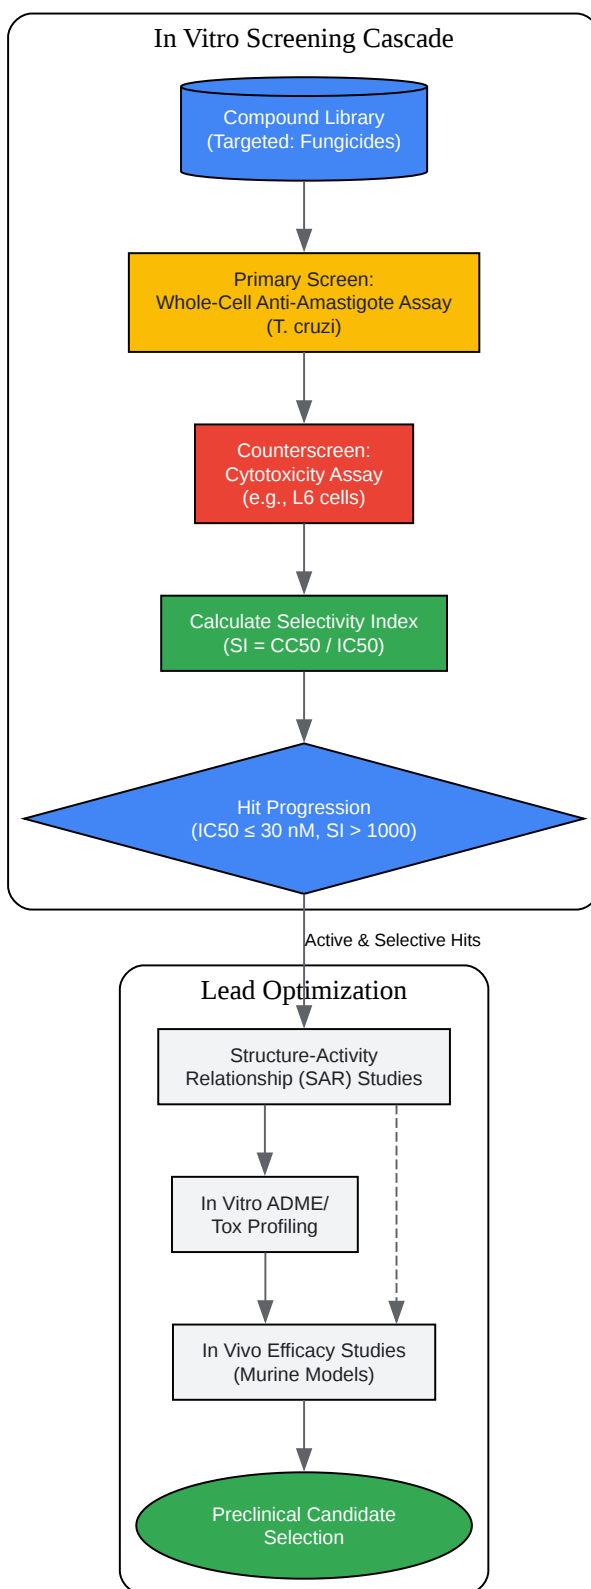 In Vitro Screening Cascade
Compound Library
(Targeted: Fungicides)
Primary Screen:
Whole-Cell Anti-Amastigote Assay
(T. cruzi)
Counterscreen:
Cytotoxicity Assay
(e.g., L6 cells)
Calculate Selectivity Index
(SI = CC50 / IC50)
Hit Progression
(IC50 ≤ 30 nM, SI > 1000)
Active & Selective Hits
Lead Optimization
Structure-Activity
Relationship (SAR) Studies
In Vitro ADME/
Tox Profiling
In Vivo Efficacy Studies
(Murine Models)
Preclinical Candidate
Selection